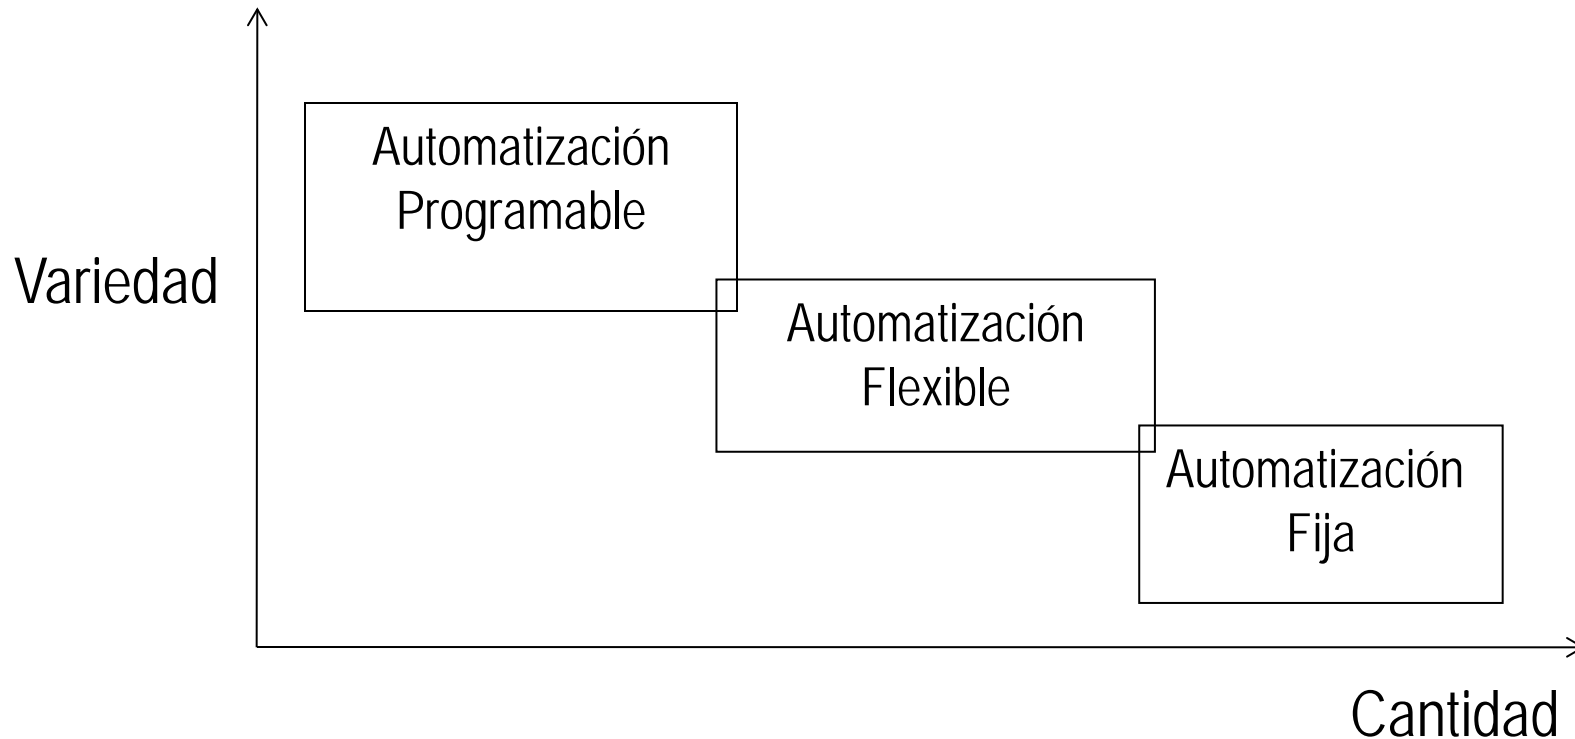 Automatización
Programable
Variedad
Automatización
Flexible
Automatización
Fija
Cantidad